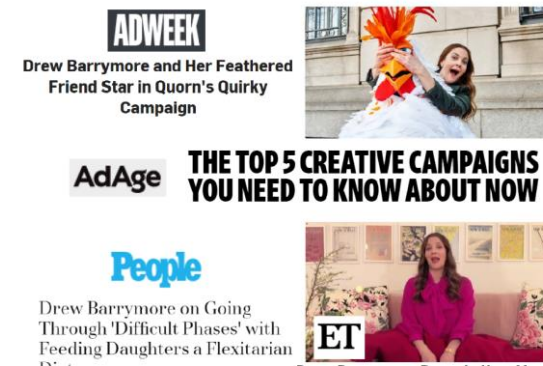 ADWEEK
Drew Barrymore and Her Feathered
Friend Star in Quorn's Quirky
Campaign
AdAge
THE TOP 5 CREATIVE CAMPAIGNS
YOU NEED TO KNOW ABOUT NOW
People
Drew Barrymore on Going
Through 'Difficult Phases' with
Feeding Daughters a Flexitarian
ET